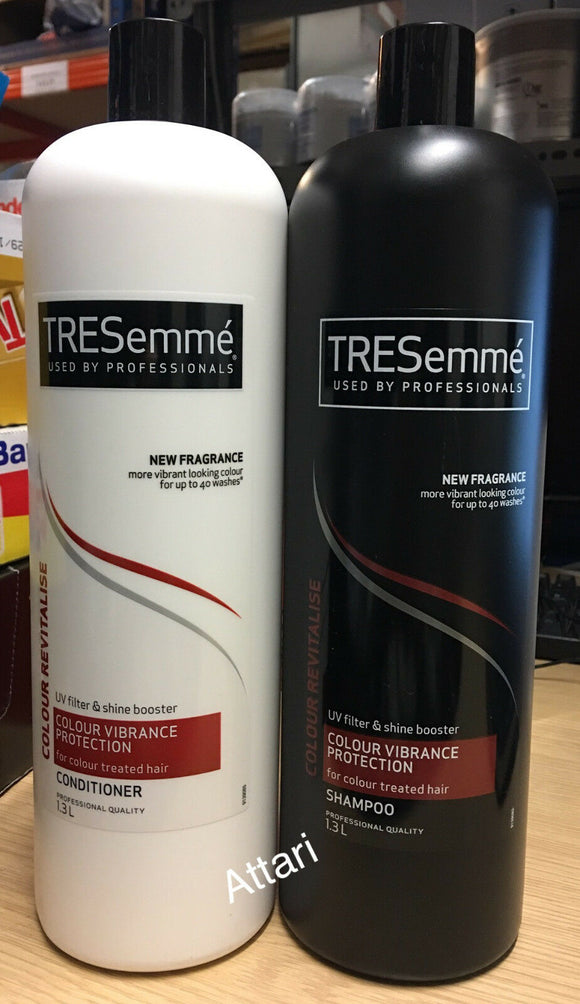 TRESemmé
USED BY PROFESSIONALS
NEW FRAGRANCE
more vibrant looking colour
for up to 40 washes*
COLOUR REVITALISE
UV filter & shine booster
COLOUR VIBRANCE
PROTECTION
for colour treated hair
CONDITIONER
PROFESSIONAL QUALITY
1.3 L
TRESemmé
USED BY PROFESSIONALS
NEW FRAGRANCE
more vibrant looking colour
for up to 40 washes*
COLOUR REVITALISE
UV filter & shine booster
COLOUR VIBRANCE
PROTECTION
for colour treated hair
SHAMPOO
PROFESSIONAL QUALITY
1.3 L
Attari
Ba